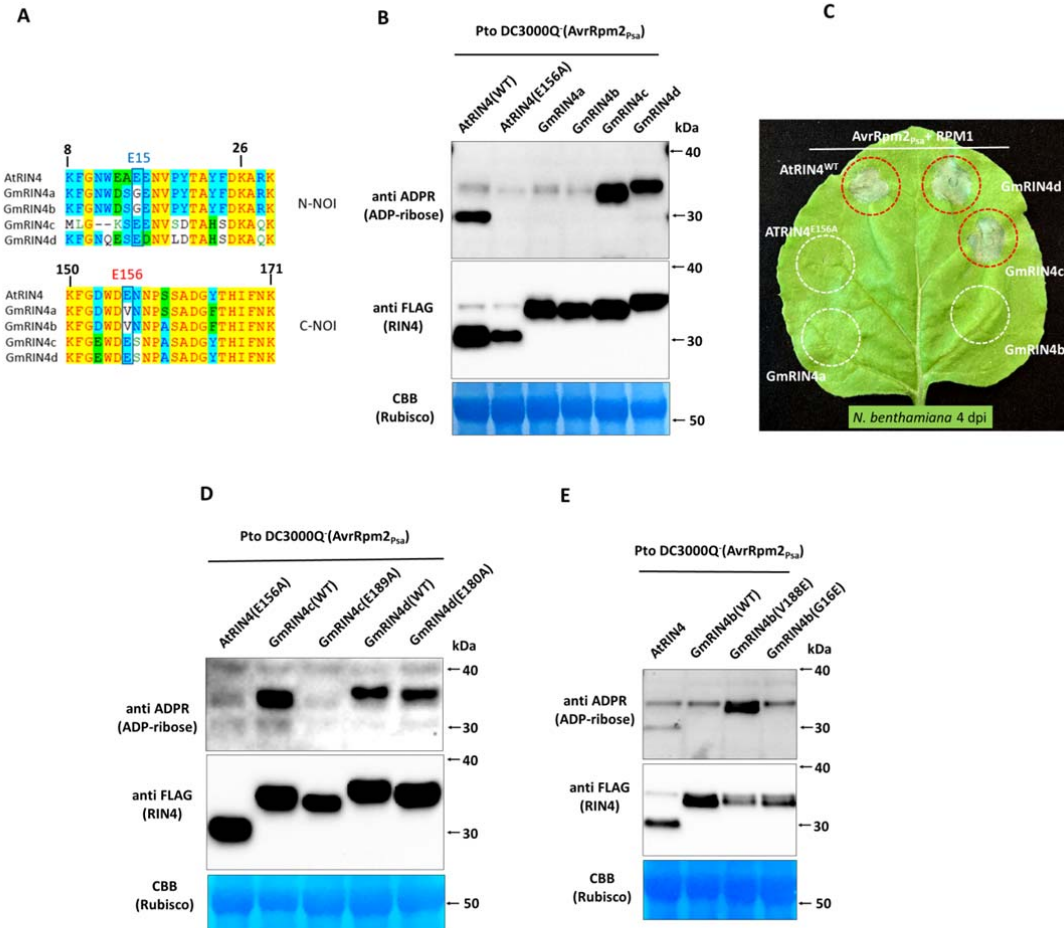 A
8 26
E15
AtRIN4 KFGNWEAEENVPYTAYFDKARK
GmRIN4a KFGNWDSGENVPYTAYFDKARK
GmRIN4b KFGNWDSGENVPYTAYFDKARK
GmRIN4c MLG--KSEENVSDTAHSDKAQK
GmRIN4d KFGNQESEDNVLDTAHSDKAQK
N-NOI
150 171
E156
AtRIN4 KFGDWDENNPSSADGYTHIFNK
GmRIN4a KFGDWDVNNPSSADGFTHIFNK
GmRIN4b KFGDWDVNNPASADGFTHIFNK
GmRIN4c KFGEWDESNPASADGYTHIFNK
GmRIN4d KFGEWDESNPASADGYTHIFNK
C-NOI
B
Pto DC3000Q-(AvrRpm2Psa)
AtRIN4(WT)
AtRIN4(E156A)
GmRIN4a
GmRIN4b
GmRIN4c
GmRIN4d
kDa
40
anti ADPR
(ADP-ribose)
30
40
anti FLAG
(RIN4)
30
CBB
(Rubisco)
50
C
AvrRpm2Psa+ RPM1
AtRIN4WT
GmRIN4d
ATRIN4E156A
GmRIN4c
GmRIN4b
GmRIN4a
N. benthamiana 4 dpi
D
Pto DC3000Q-(AvrRpm2Psa)
AtRIN4(E156A)
GmRIN4c(WT)
GmRIN4c(E189A)
GmRIN4d(WT)
GmRIN4d(E180A)
kDa
40
anti ADPR
(ADP-ribose)
30
40
anti FLAG
(RIN4)
30
CBB
(Rubisco)
50
E
Pto DC3000Q-(AvrRpm2Psa)
AtRIN4
GmRIN4b(WT)
GmRIN4b(V188E)
GmRIN4b(G16E)
kDa
40
anti ADPR
(ADP-ribose)
30
40
anti FLAG
(RIN4)
30
CBB
(Rubisco)
50